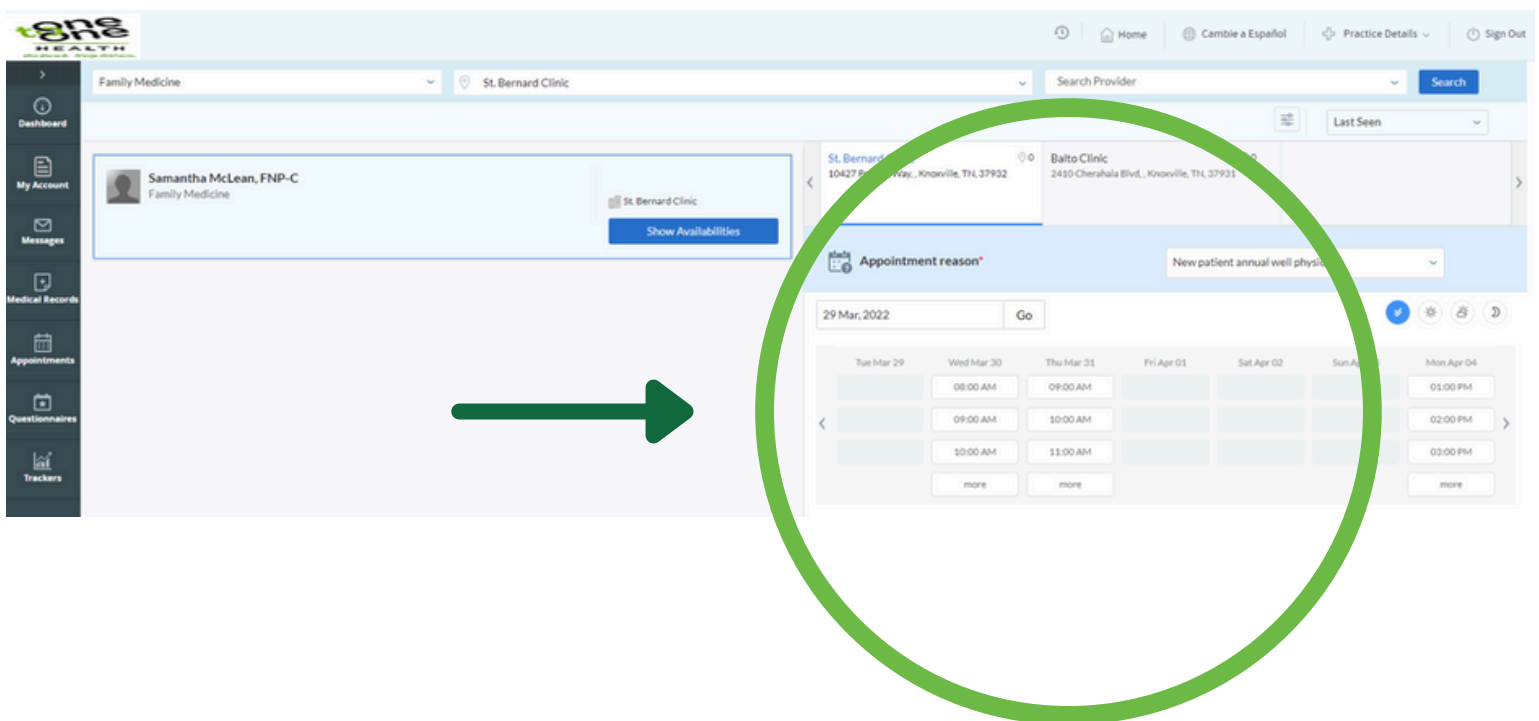 to one
one
HEALTH
Home
Cambie a Español
Practice Details
Sign Out
Family Medicine
St. Bernard Clinic
Search Provider
Search
Last Seen
Dashboard
My Account
Messages
Medical Records
Appointments
Questionnaires
Trackers
Samantha McLean, FNP-C
Family Medicine
St. Bernard Clinic
Show Availabilities
St. Bernard
0
10427
Way, , Knoxville, TN, 37932
Balto Clinic
2410 Cherahala Blvd, , Knoxville, TN, 37931
Appointment reason*
New patient annual well
29 Mar, 2022
Go
Tue Mar 29 Wed Mar 30 Thu Mar 31 Fri Apr 01 Sat Apr 02 Sun Mon Apr 04
08:00 AM 09:00 AM 01:00 PM
09:00 AM 10:00 AM 02:00 PM
10:00 AM 11:00 AM 03:00 PM
more more more